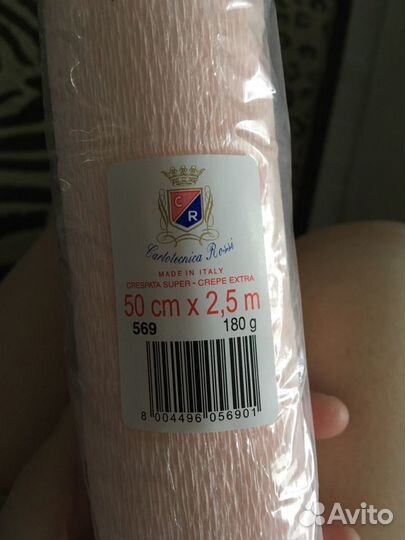 C R
Cartotecnica Rossi
MADE IN ITALY
CRESPATA SUPER - CREPE EXTRA
50 cm x 2,5 m
569 180 g
8 004496 056901
Avito